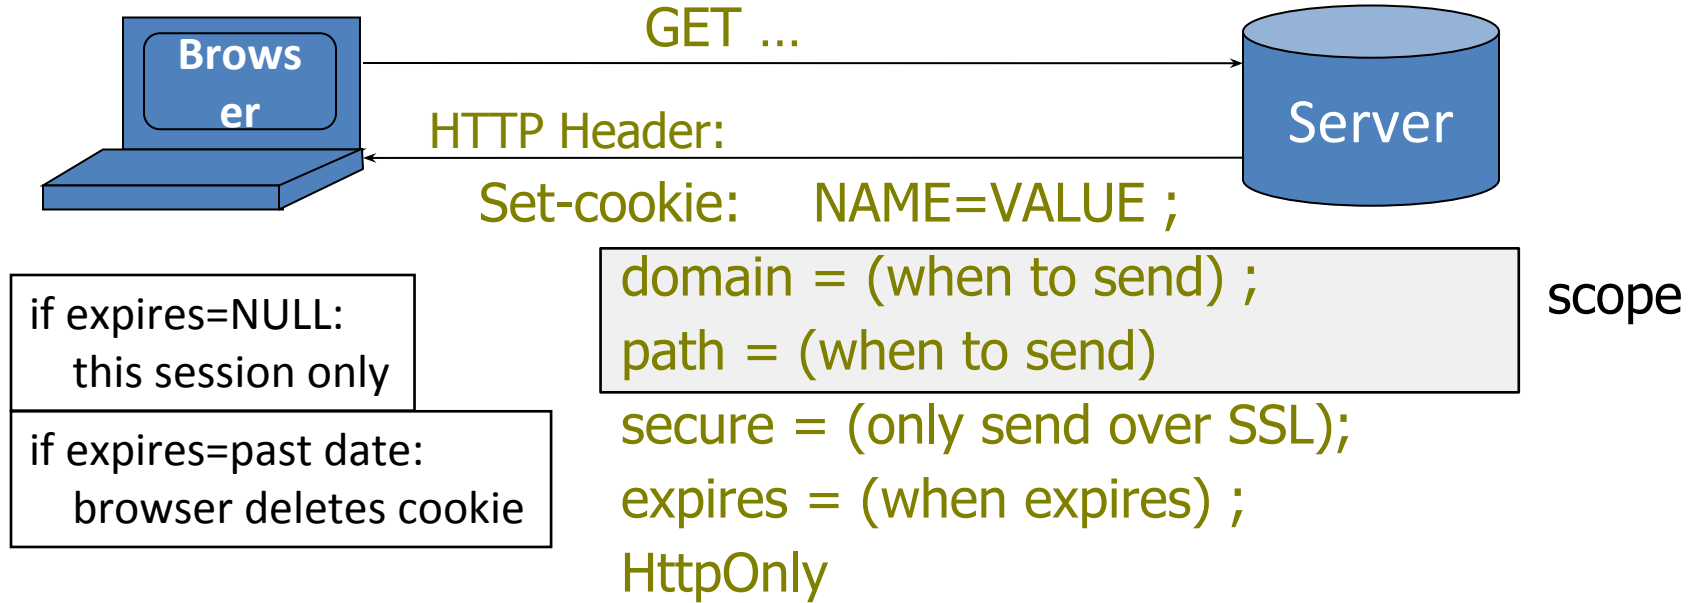 GET ...
Brows
er
Server
HTTP Header:
Set-cookie: NAME=VALUE ;
domain = (when to send) ;
path = (when to send)
scope
secure = (only send over SSL);
expires = (when expires) ;
HttpOnly
if expires=NULL:
this session only
if expires=past date:
browser deletes cookie